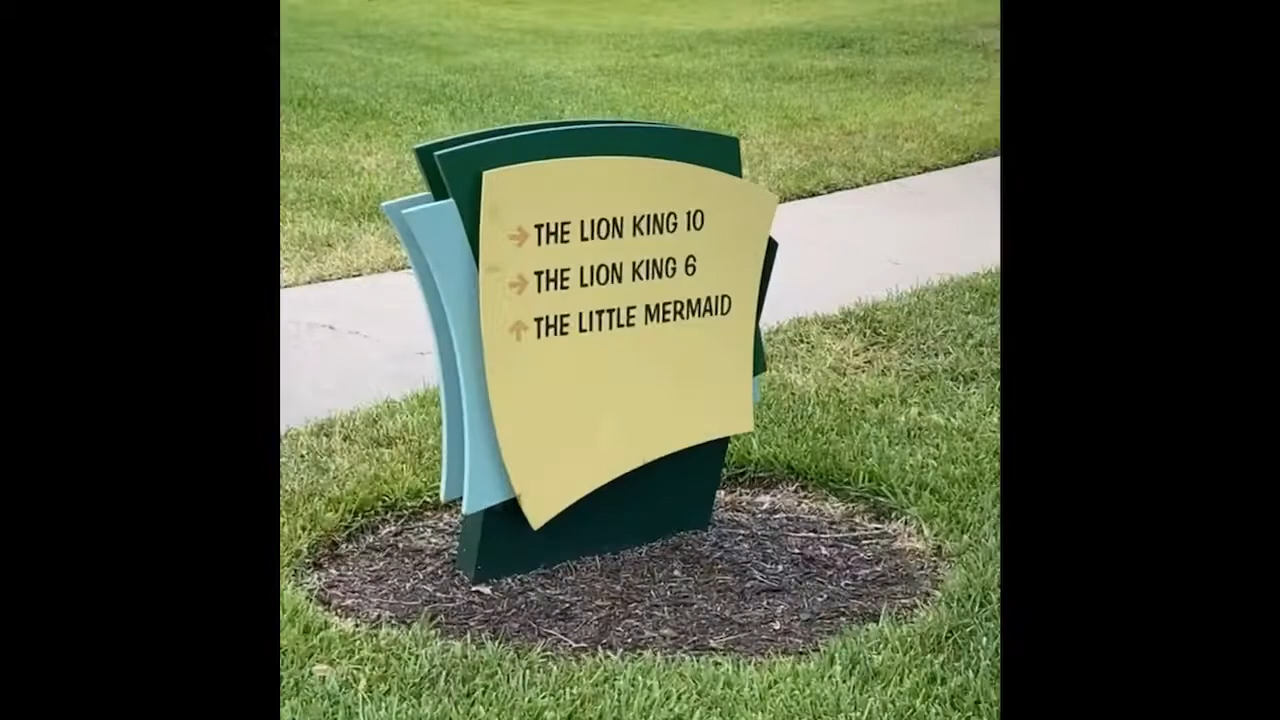 → THE LION KING 10
→ THE LION KING 6
↑ THE LITTLE MERMAID